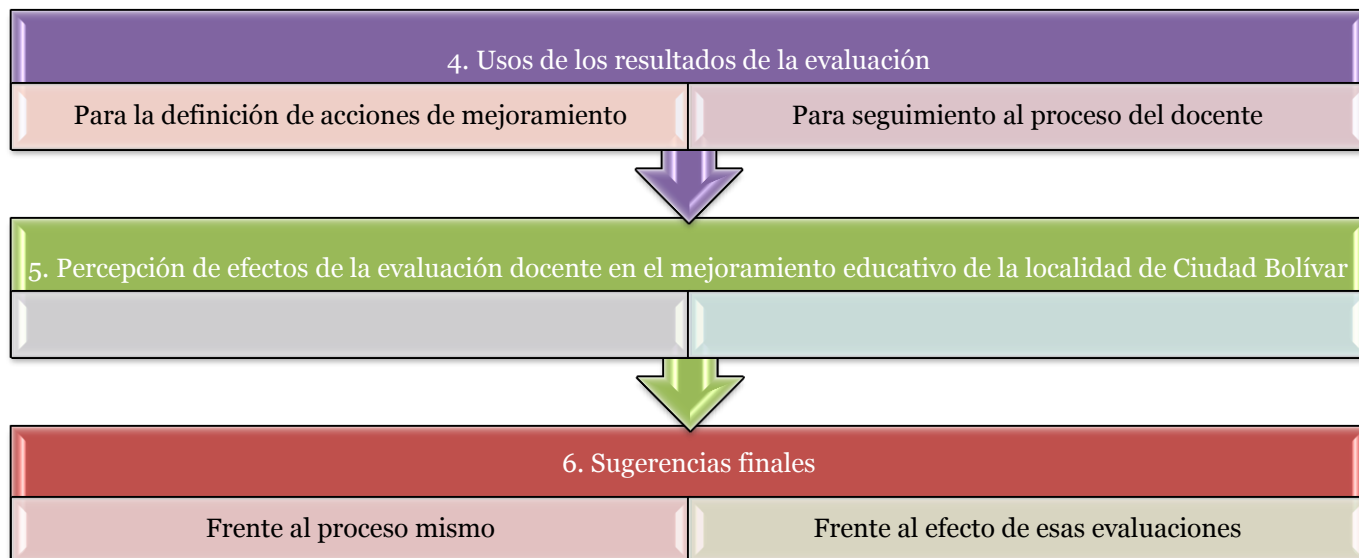 4. Usos de los resultados de la evaluación
Para la definición de acciones de mejoramiento
Para seguimiento al proceso del docente
5. Percepción de efectos de la evaluación docente en el mejoramiento educativo de la localidad de Ciudad Bolívar
6. Sugerencias finales
Frente al proceso mismo
Frente al efecto de esas evaluaciones